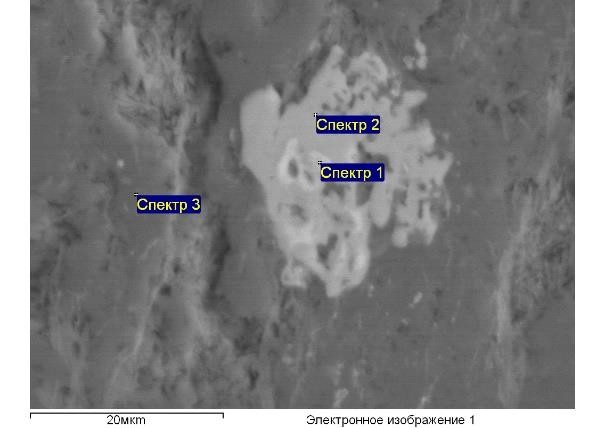 Спектр 2
Спектр 1
Спектр 3
20мкm
Электронное изображение 1